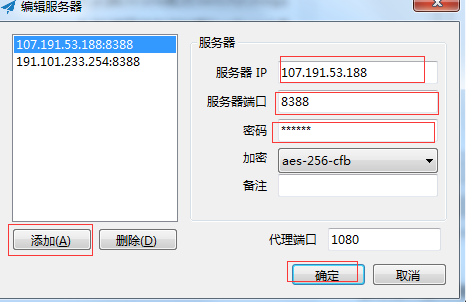 编辑服务器
107.191.53.188:8388
191.101.233.254:8388
服务器
服务器 IP 107.191.53.188
服务器端口 8388
密码 ******
加密 aes-256-cfb
备注
添加(A) 删除(D)
代理端口 1080
确定 取消